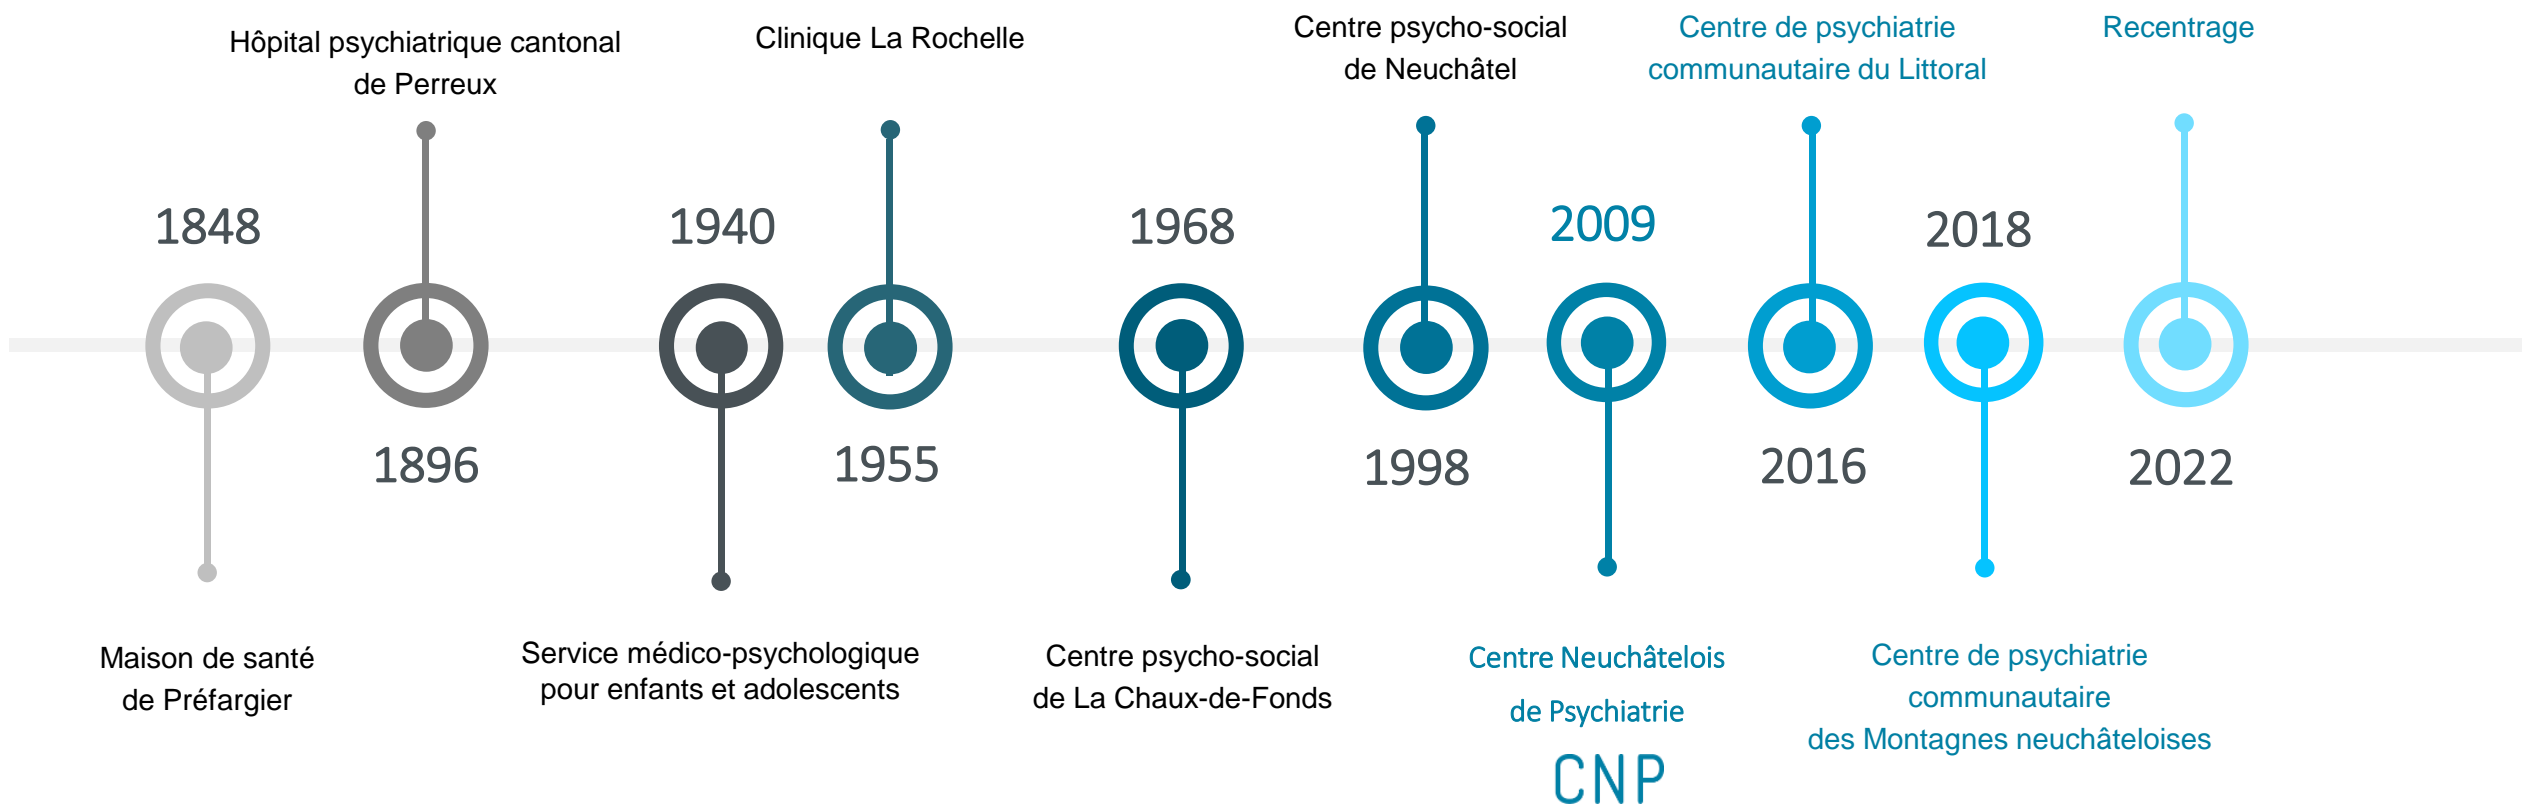 Hôpital psychiatrique cantonal
de Perreux
Clinique La Rochelle
Centre psycho-social
de Neuchâtel
Centre de psychiatrie
communautaire du Littoral
Recentrage
1848
1940
1968
2009
2018
1896
1955
1998
2016
2022
Maison de santé
de Préfargier
Service médico-psychologique
pour enfants et adolescents
Centre psycho-social
de La Chaux-de-Fonds
Centre Neuchâtelois
de Psychiatrie
CNP
Centre de psychiatrie
communautaire
des Montagnes neuchâteloises